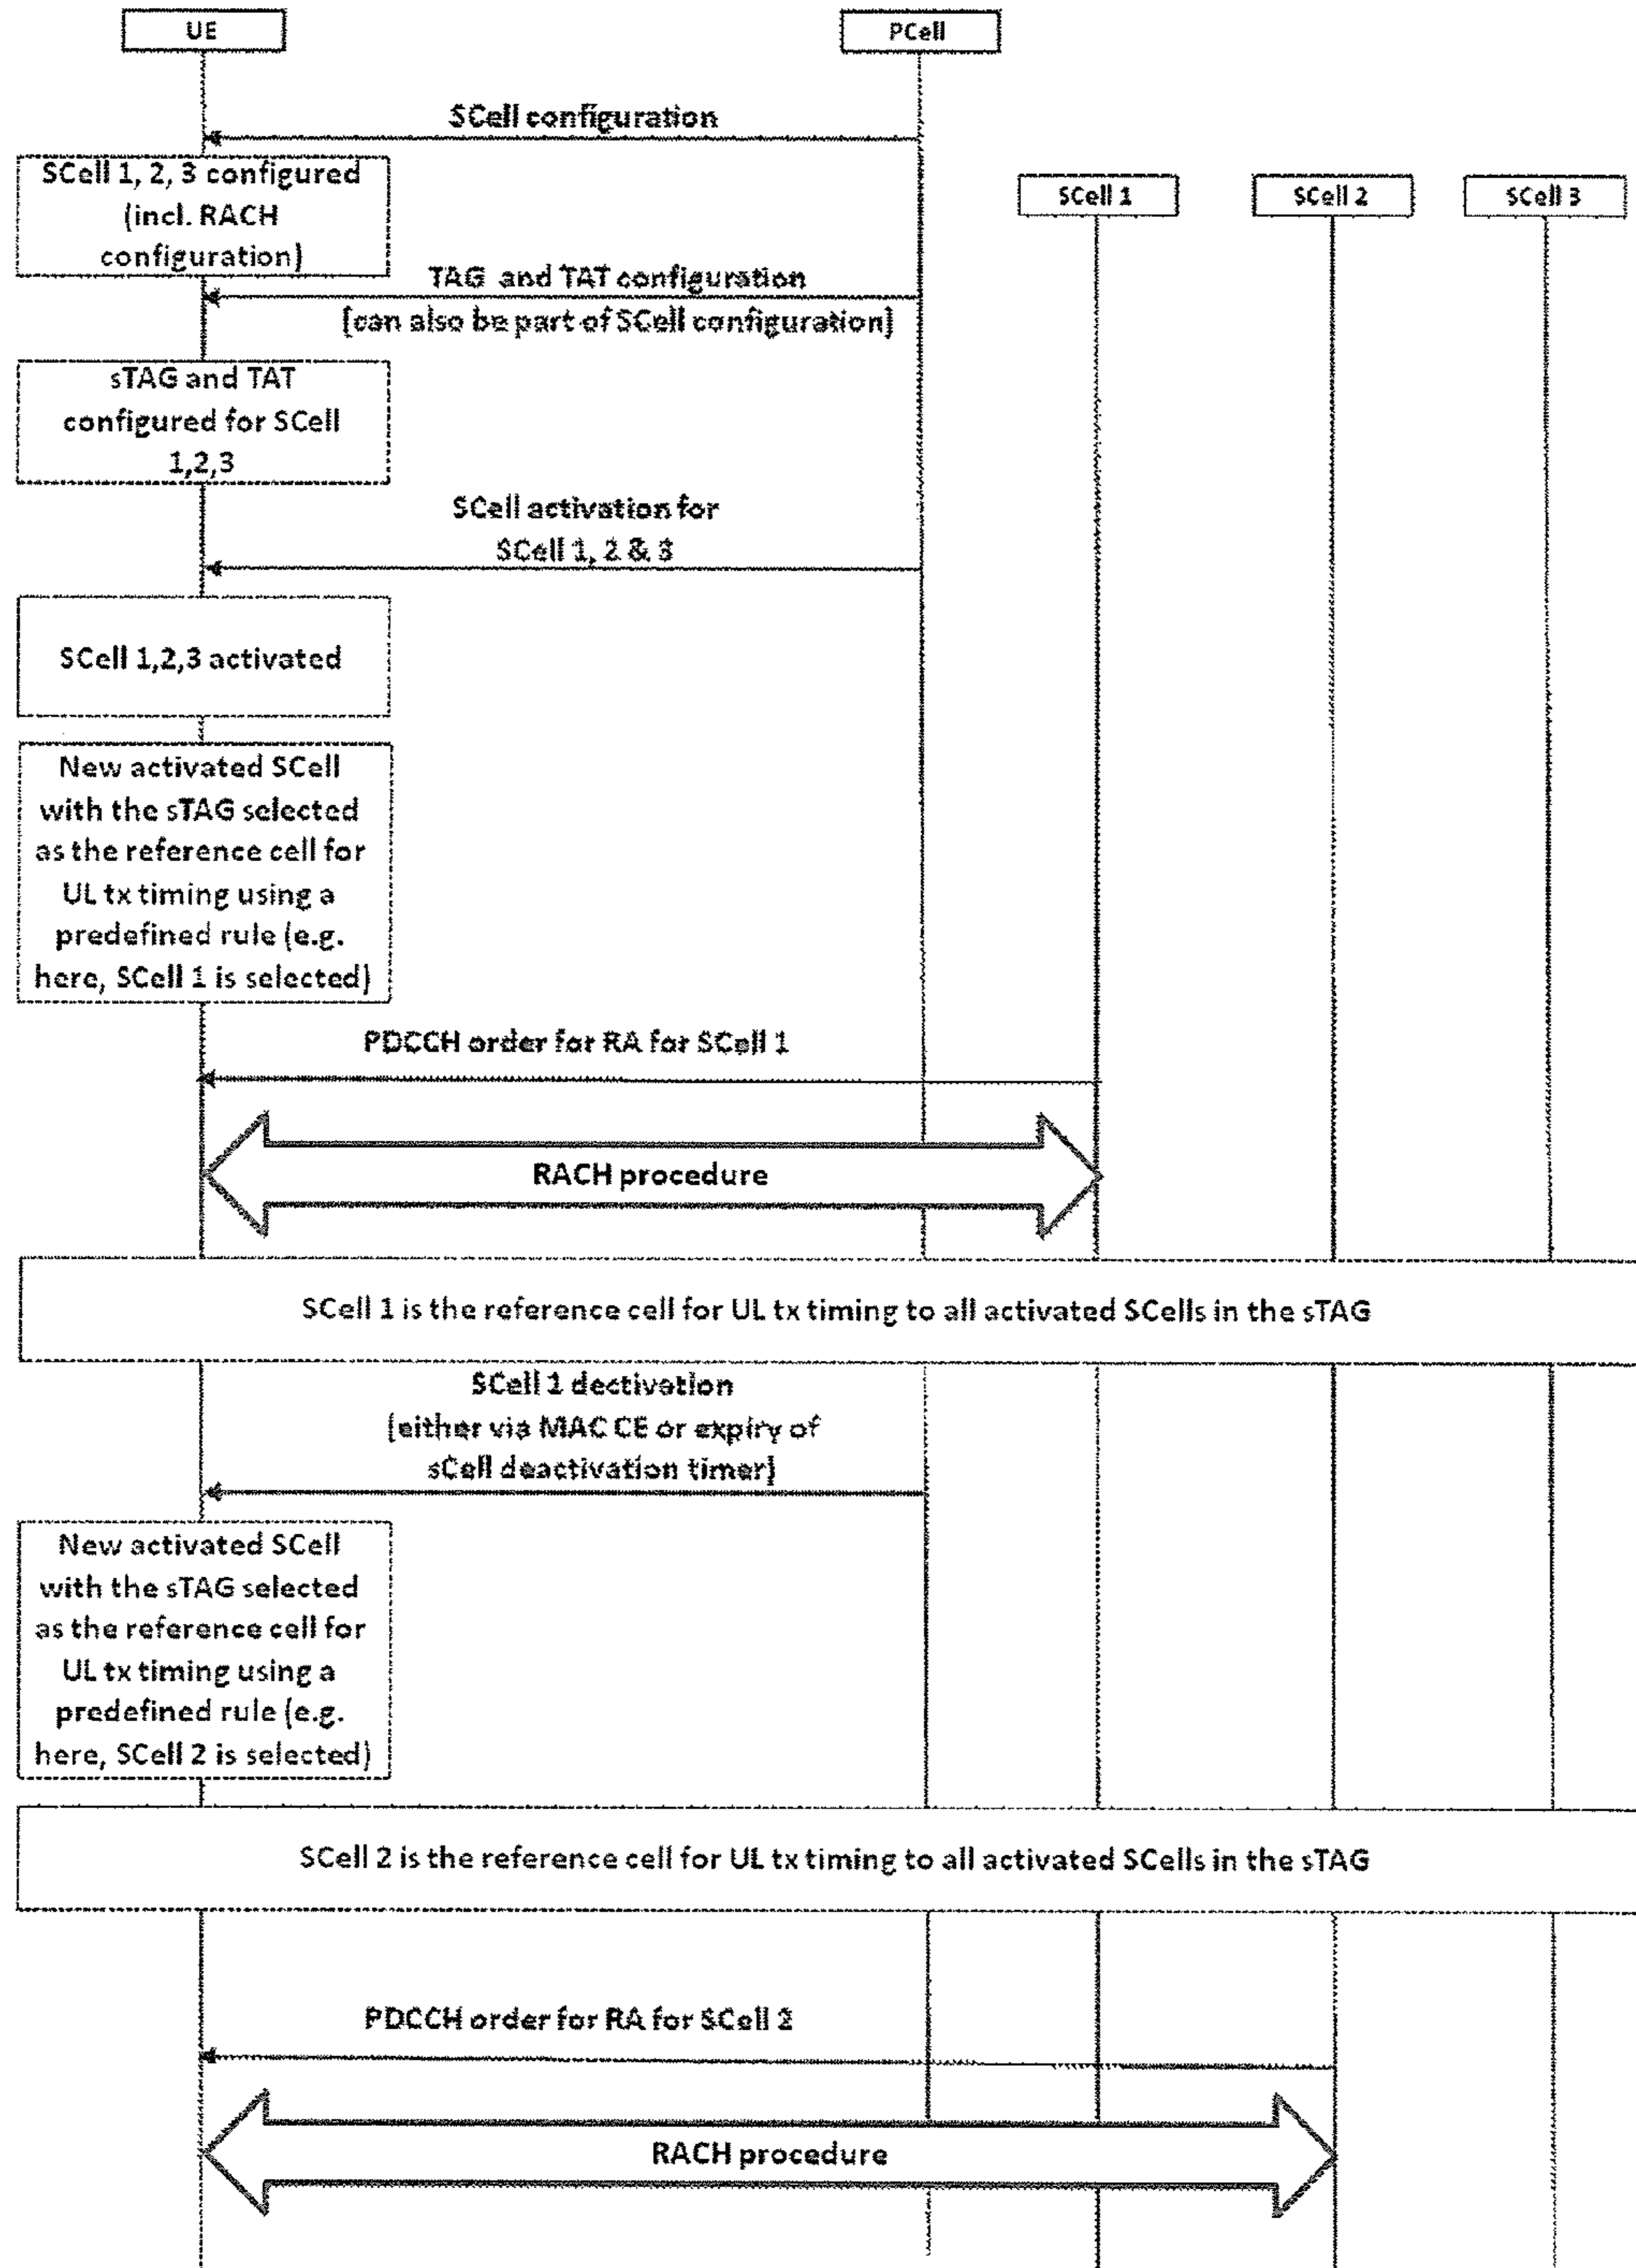 UE
PCell
SCell configuration
SCell 1, 2, 3 configured
(incl. RACH
configuration)
SCell 1
SCell 2
SCell 3
TAG and TAT configuration
(can also be part of SCell configuration)
sTAG and TAT
configured for SCell
1,2,3
SCell activation for
SCell 1, 2 & 3
SCell 1,2,3 activated
New activated SCell
with the sTAG selected
as the reference cell for
UL tx timing using a
predefined rule (e.g.
here, SCell 1 is selected)
PDCCH order for RA for SCell 1
RACH procedure
SCell 1 is the reference cell for UL tx timing to all activated SCells in the sTAG
SCell 1 dectivation
(either via MAC CE or expiry of
sCell deactivation timer)
New activated SCell
with the sTAG selected
as the reference cell for
UL tx timing using a
predefined rule (e.g.
here, SCell 2 is selected)
SCell 2 is the reference cell for UL tx timing to all activated SCells in the sTAG
PDCCH order for RA for SCell 2
RACH procedure